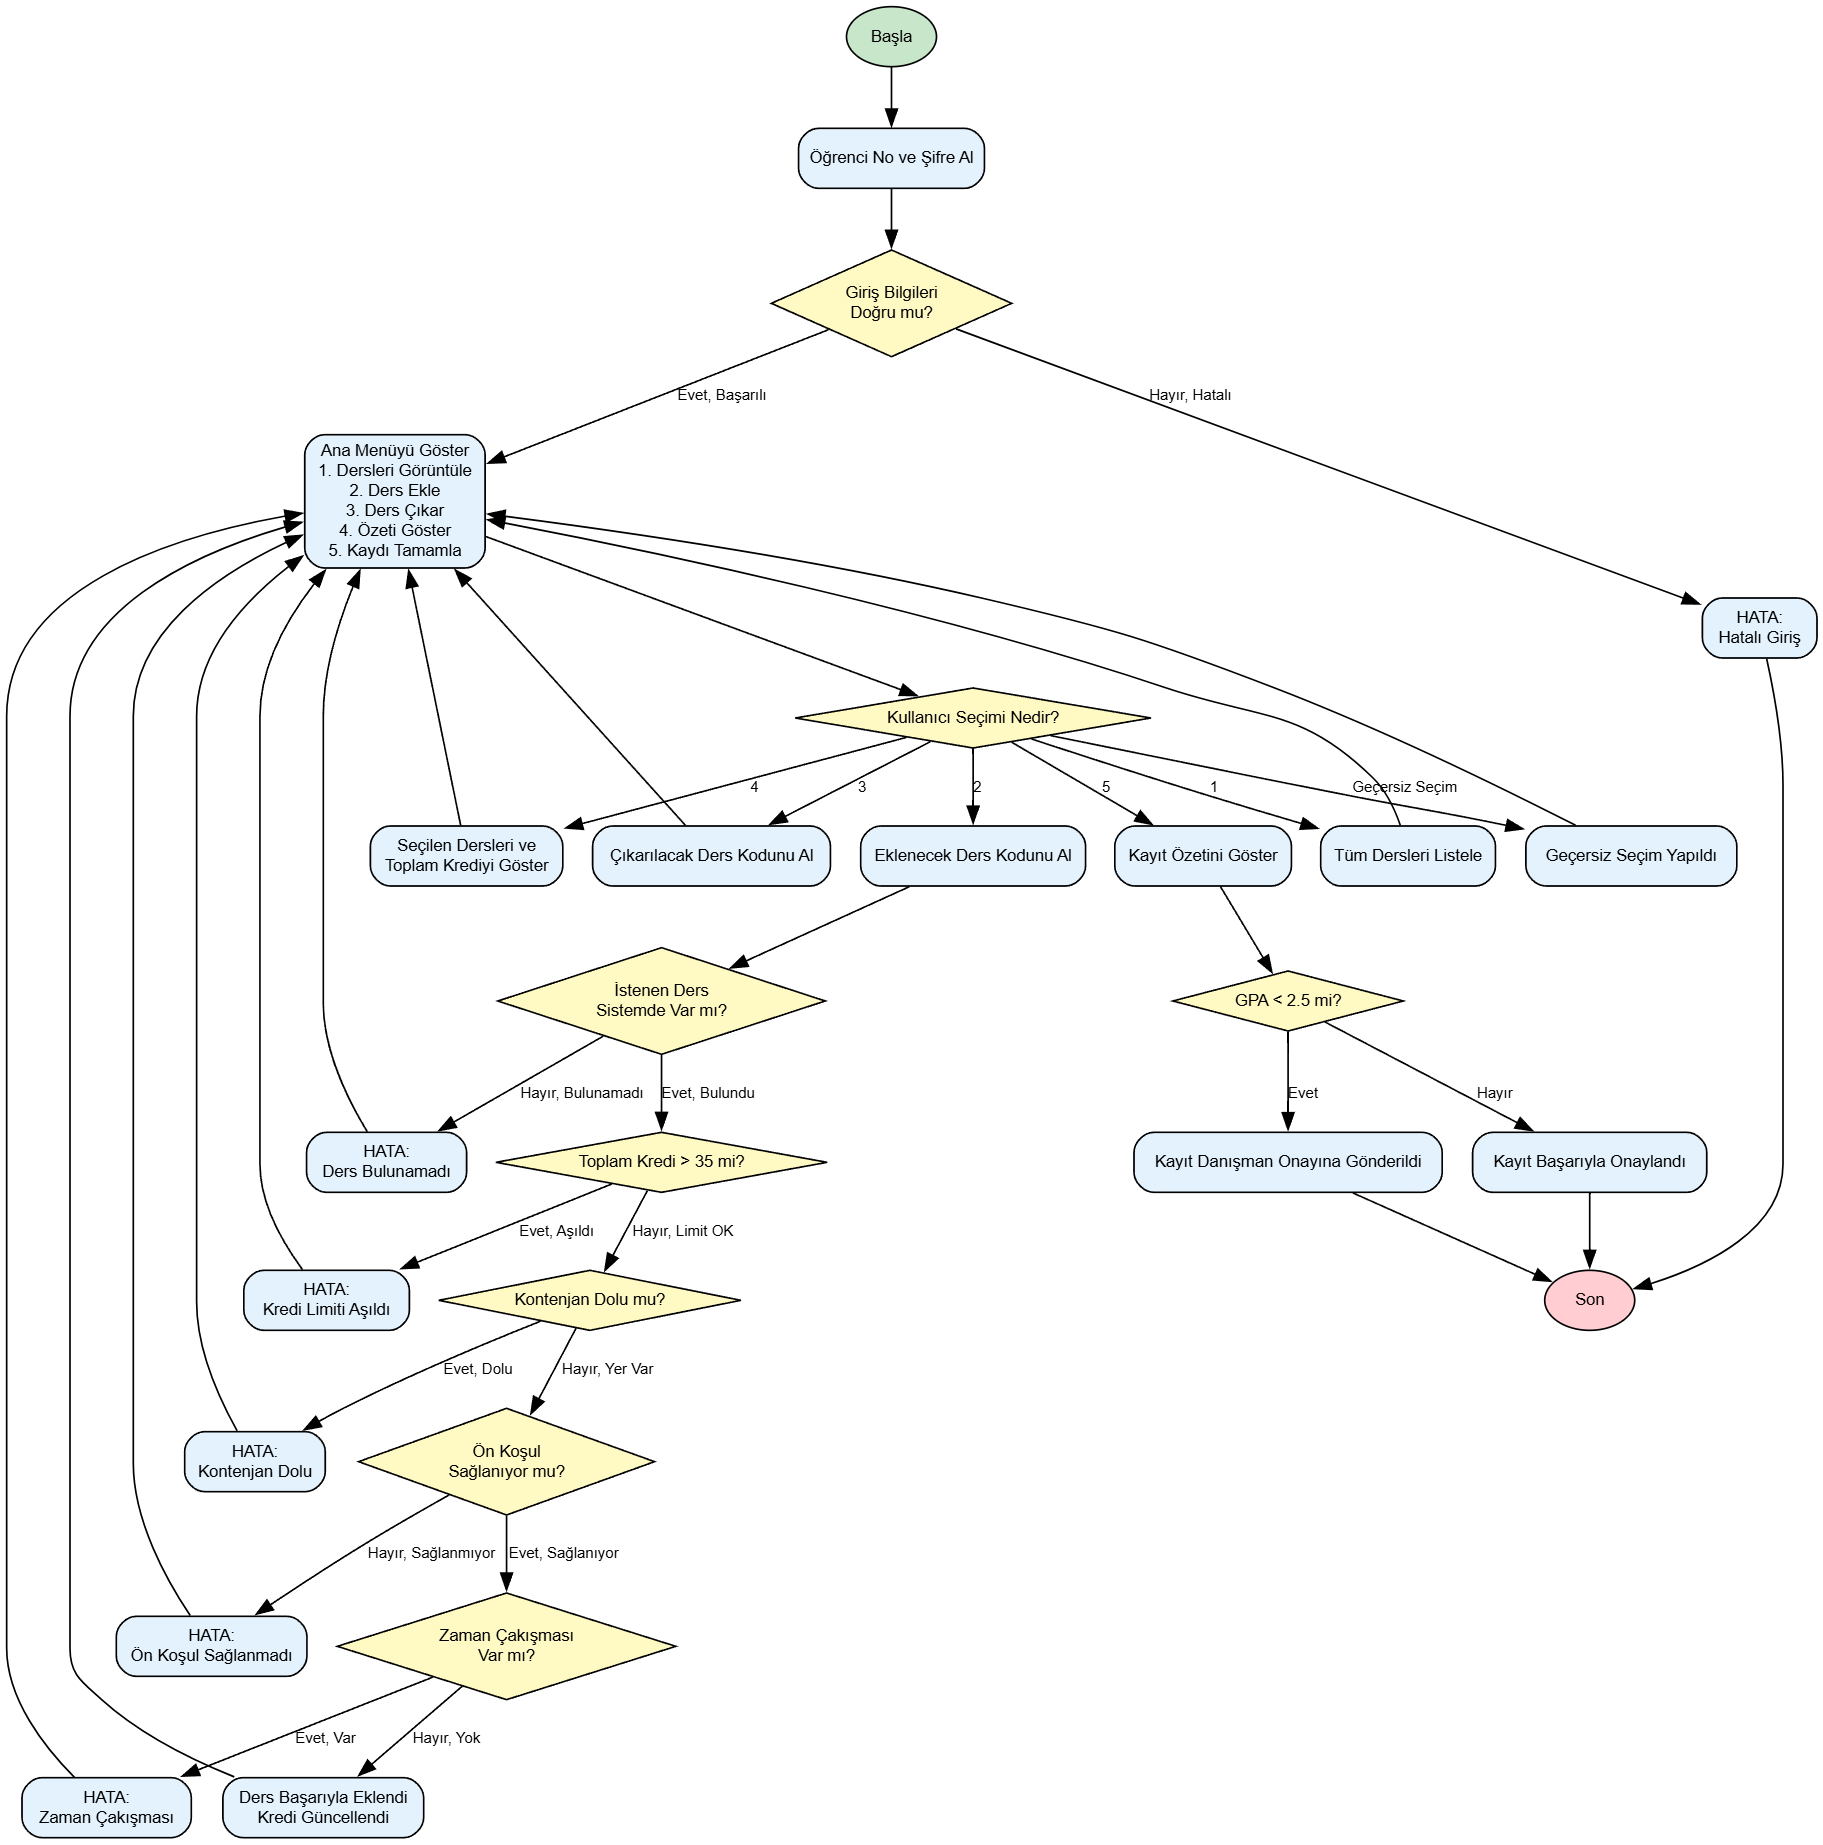 Başla
Öğrenci No ve Şifre Al
Giriş Bilgileri
Doğru mu?
Evet, Başarılı
Hayır, Hatalı
Ana Menüyü Göster
1. Dersleri Görüntüle
2. Ders Ekle
3. Ders Çıkar
4. Özeti Göster
5. Kaydı Tamamla
HATA:
Hatalı Giriş
Kullanıcı Seçimi Nedir?
4
3
2
5
1
Geçersiz Seçim
Seçilen Dersleri ve
Toplam Krediyi Göster
Çıkarılacak Ders Kodunu Al
Eklenecek Ders Kodunu Al
Kayıt Özetini Göster
Tüm Dersleri Listele
Geçersiz Seçim Yapıldı
İstenen Ders
Sistemde Var mı?
GPA < 2.5 mi?
Hayır, Bulunamadı
Evet, Bulundu
Evet
Hayır
HATA:
Ders Bulunamadı
Toplam Kredi > 35 mi?
Kayıt Danışman Onayına Gönderildi
Kayıt Başarıyla Onaylandı
Evet, Aşıldı
Hayır, Limit OK
HATA:
Kredi Limiti Aşıldı
Kontenjan Dolu mu?
Son
Evet, Dolu
Hayır, Yer Var
HATA:
Kontenjan Dolu
Ön Koşul
Sağlanıyor mu?
Hayır, Sağlanmıyor
Evet, Sağlanıyor
HATA:
Ön Koşul Sağlanmadı
Zaman Çakışması
Var mı?
Evet, Var
Hayır, Yok
HATA:
Zaman Çakışması
Ders Başarıyla Eklendi
Kredi Güncellendi